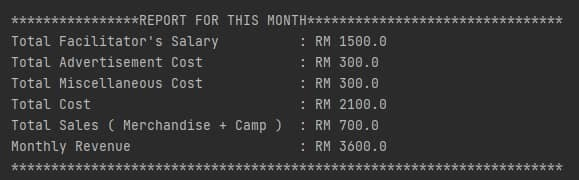 ****************REPORT FOR THIS MONTH********************************
Total Facilitator's Salary          : RM 1500.0
Total Advertisement Cost            : RM 300.0
Total Miscellaneous Cost            : RM 300.0
Total Cost                          : RM 2100.0
Total Sales ( Merchandise + Camp )  : RM 700.0
Monthly Revenue                     : RM 3600.0
*********************************************************************